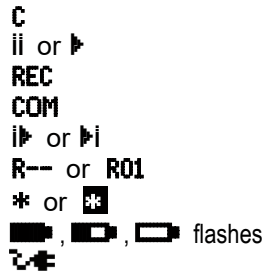 C
ii or
REC
COM
i or i
R-- or R01
* or *
, , flashes